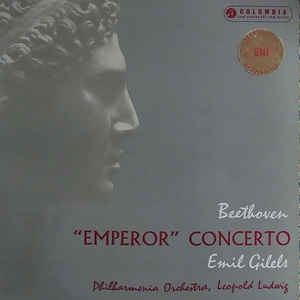 COLUMBIA
Beethoven
"EMPEROR" CONCERTO
Emil Gilels
Philharmonia Orchestra, Leopold Ludwig